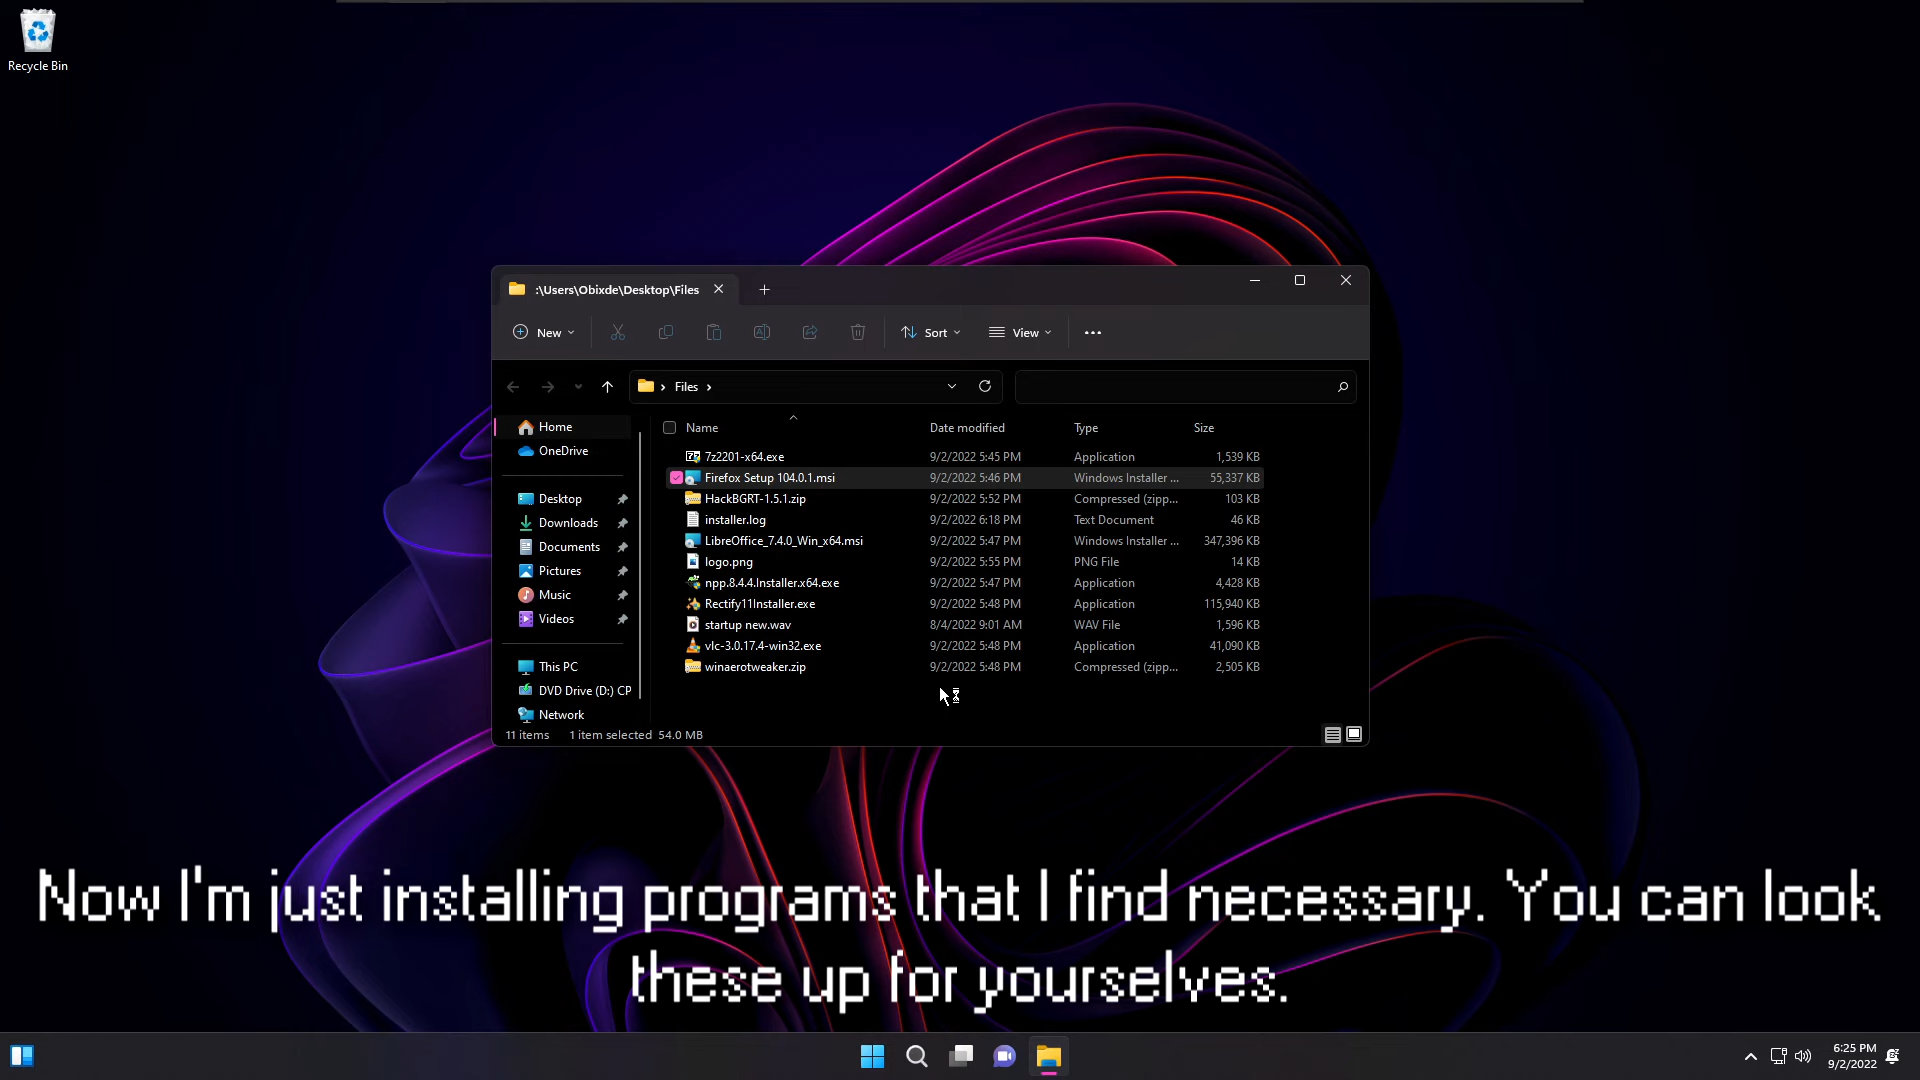 Recycle Bin
:\Users\Obixde\Desktop\Files
New
Sort
View
Files
Home
OneDrive
Desktop
Downloads
Documents
Pictures
Music
Videos
This PC
DVD Drive (D:) CP
Network
Name Date modified Type Size
7z2201-x64.exe 9/2/2022 5:45 PM Application 1,539 KB
Firefox Setup 104.0.1.msi 9/2/2022 5:46 PM Windows Installer ... 55,337 KB
HackBGRT-1.5.1.zip 9/2/2022 5:52 PM Compressed (zipp... 103 KB
installer.log 9/2/2022 6:18 PM Text Document 46 KB
LibreOffice_7.4.0_Win_x64.msi 9/2/2022 5:47 PM Windows Installer ... 347,396 KB
logo.png 9/2/2022 5:55 PM PNG File 14 KB
npp.8.4.4.Installer.x64.exe 9/2/2022 5:47 PM Application 4,428 KB
Rectify11Installer.exe 9/2/2022 5:48 PM Application 115,940 KB
startup new.wav 8/4/2022 9:01 AM WAV File 1,596 KB
vlc-3.0.17.4-win32.exe 9/2/2022 5:48 PM Application 41,090 KB
winaerotweaker.zip 9/2/2022 5:48 PM Compressed (zipp... 2,505 KB
11 items 1 item selected 54.0 MB
Now I'm just installing programs that I find necessary. You can look
these up for yourselves.
6:25 PM
9/2/2022